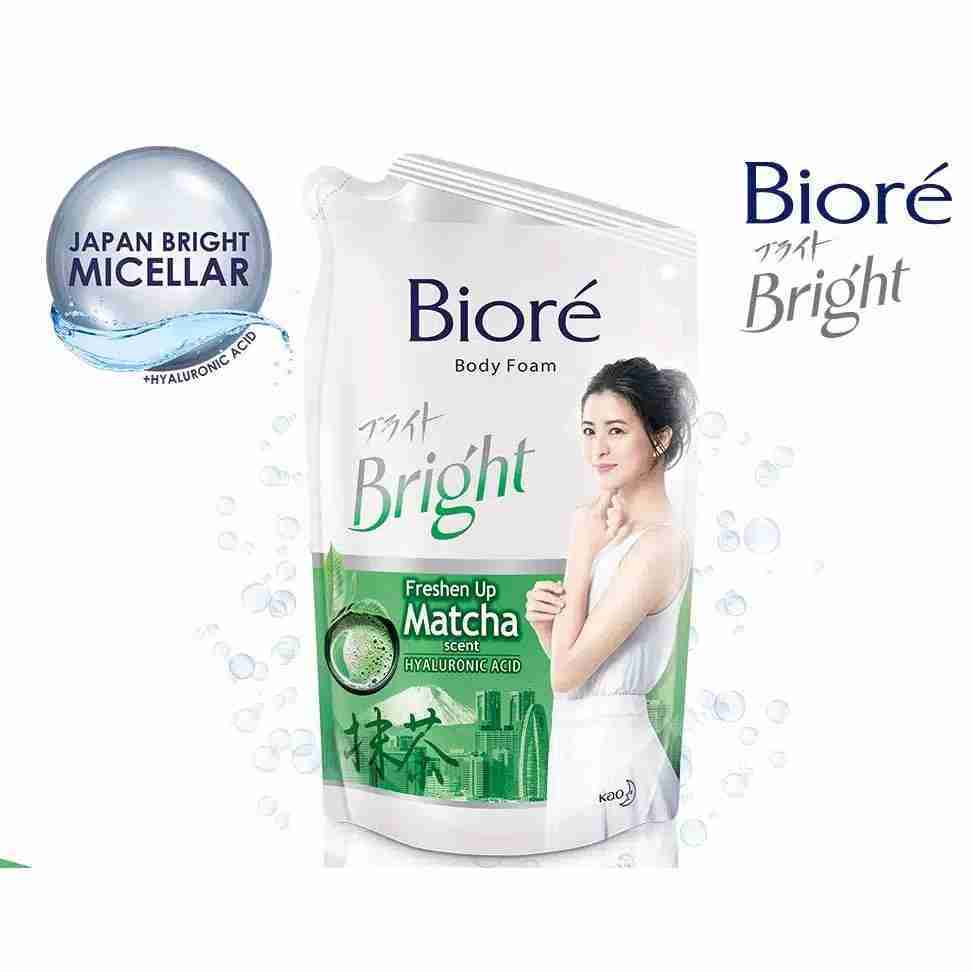 JAPAN BRIGHT
MICELLAR
+HYALURONIC ACID
Bioré
ブライト
Bright
Bioré
Body Foam
ブライト
Bright
Freshen Up
Matcha
scent
HYALURONIC ACID
抹茶
Kao